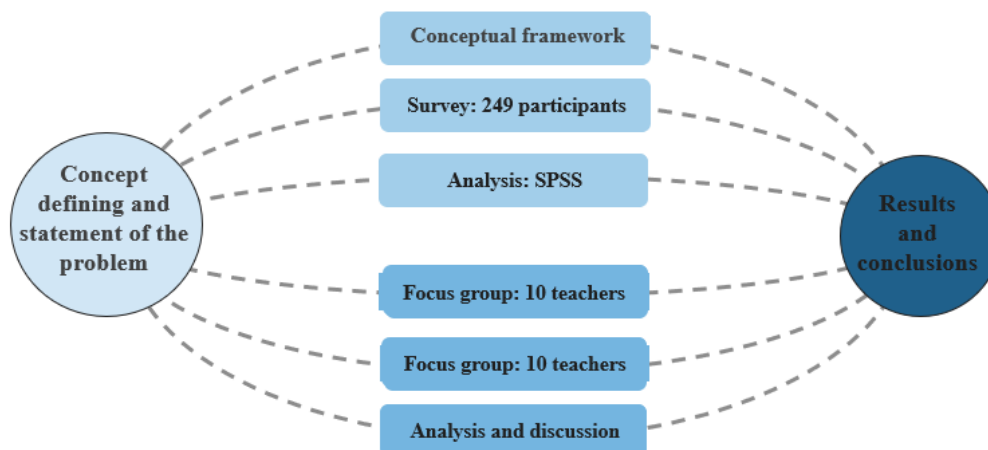 Conceptual framework
Survey: 249 participants
Analysis: SPSS
Concept
defining and
statement of the
problem
Results
and
conclusions
Focus group: 10 teachers
Focus group: 10 teachers
Analysis and discussion